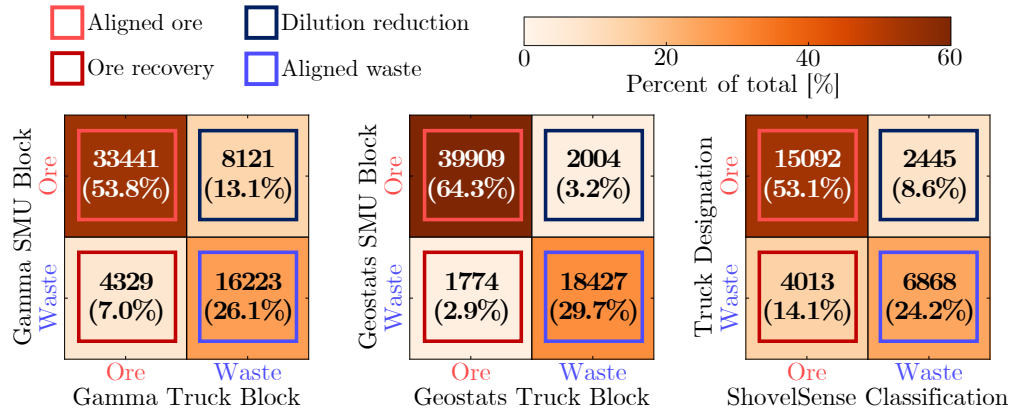 Aligned ore
Dilution reduction
Ore recovery
Aligned waste
0 20 40 60
Percent of total [%]
Gamma SMU Block
Ore
Waste
33441
(53.8%)
8121
(13.1%)
4329
(7.0%)
16223
(26.1%)
Ore Waste
Gamma Truck Block
Geostats SMU Block
Ore
Waste
39909
(64.3%)
2004
(3.2%)
1774
(2.9%)
18427
(29.7%)
Ore Waste
Geostats Truck Block
Truck Designation
Ore
Waste
15092
(53.1%)
2445
(8.6%)
4013
(14.1%)
6868
(24.2%)
Ore Waste
ShovelSense Classification